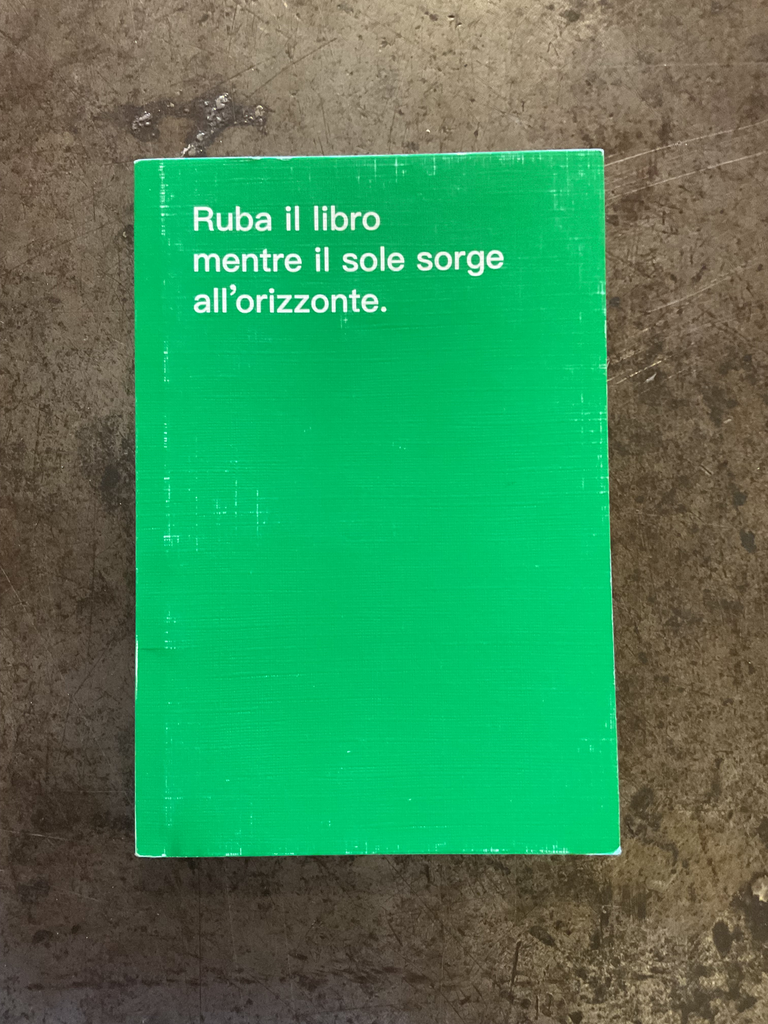 Ruba il libro
mentre il sole sorge
all’orizzonte.